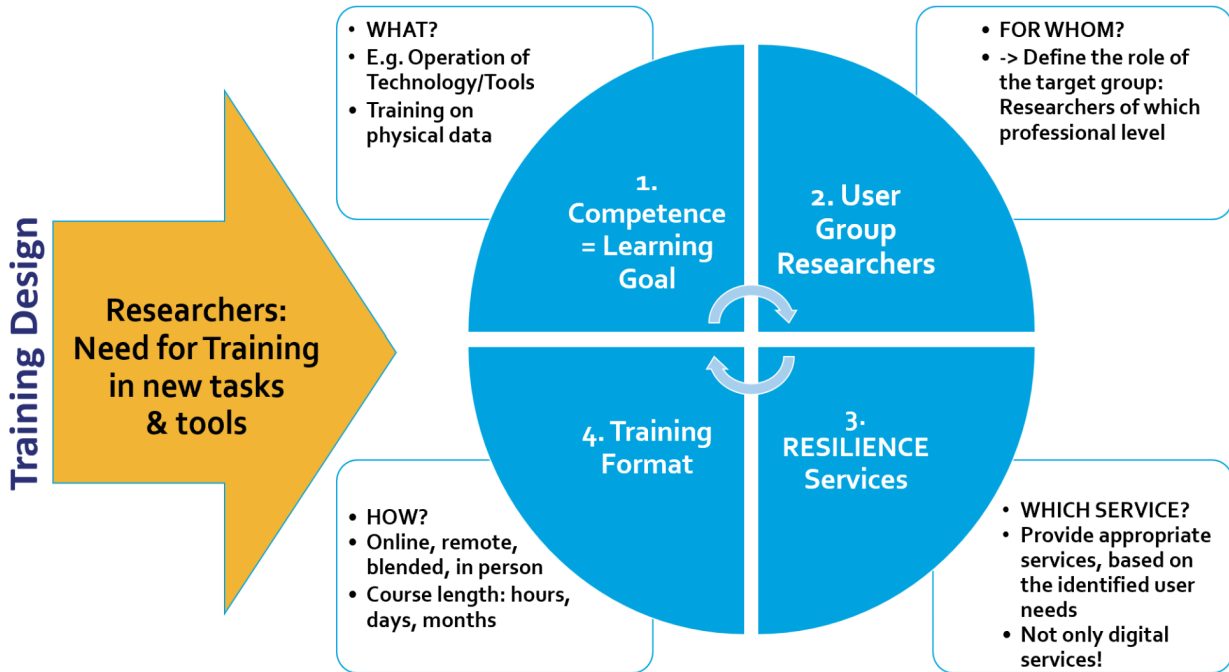 Training Design
Researchers:
Need for Training
in new tasks
& tools
• WHAT?
• E.g. Operation of
Technology/Tools
• Training on
physical data
• FOR WHOM?
• -> Define the role of
the target group:
Researchers of which
professional level
1.
Competence
= Learning
Goal
2. User
Group
Researchers
4. Training
Format
3.
RESILIENCE
Services
• HOW?
• Online, remote,
blended, in person
• Course length: hours,
days, months
• WHICH SERVICE?
• Provide appropriate
services, based on
the identified user
needs
• Not only digital
services!